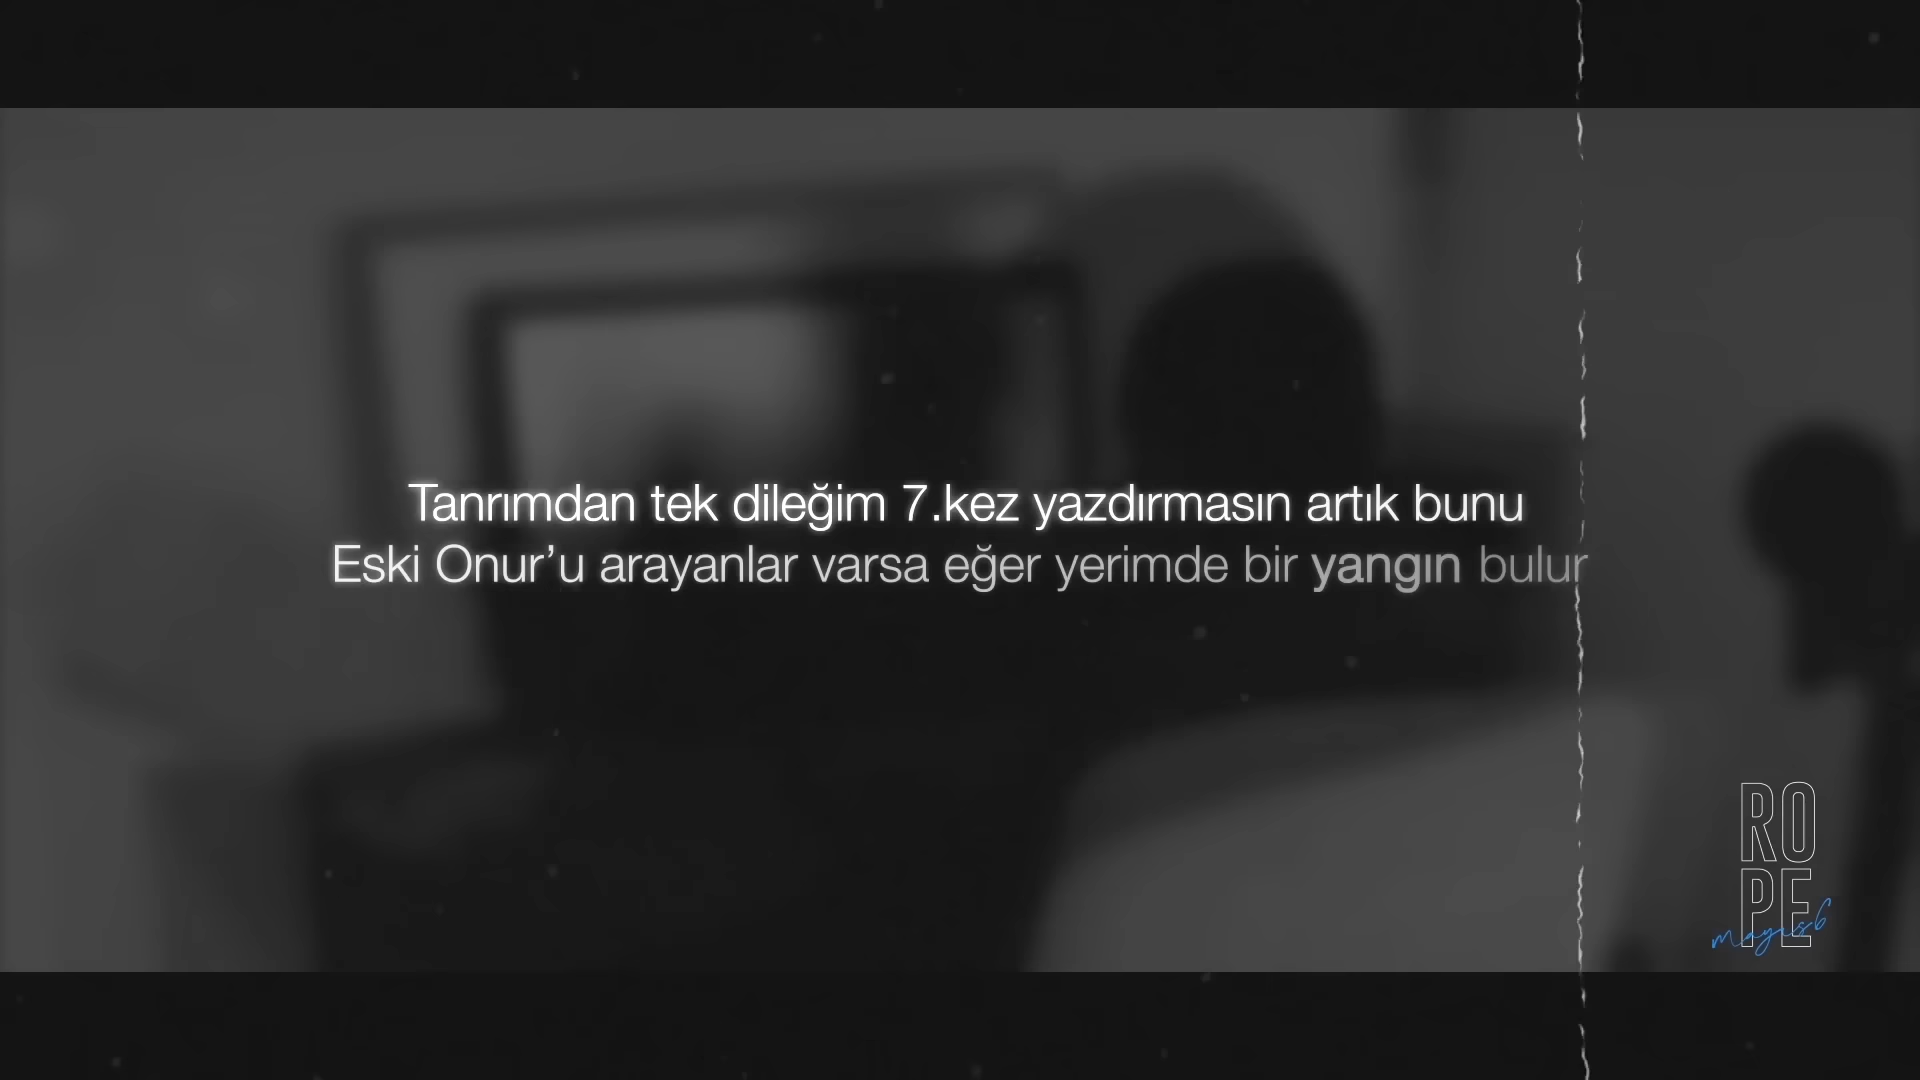 Tanrımdan tek dileğim 7.kez yazdırmasın artık bunu
Eski Onur’u arayanlar varsa eğer yerimde bir yangın bulur
RO
PE
mayıs6